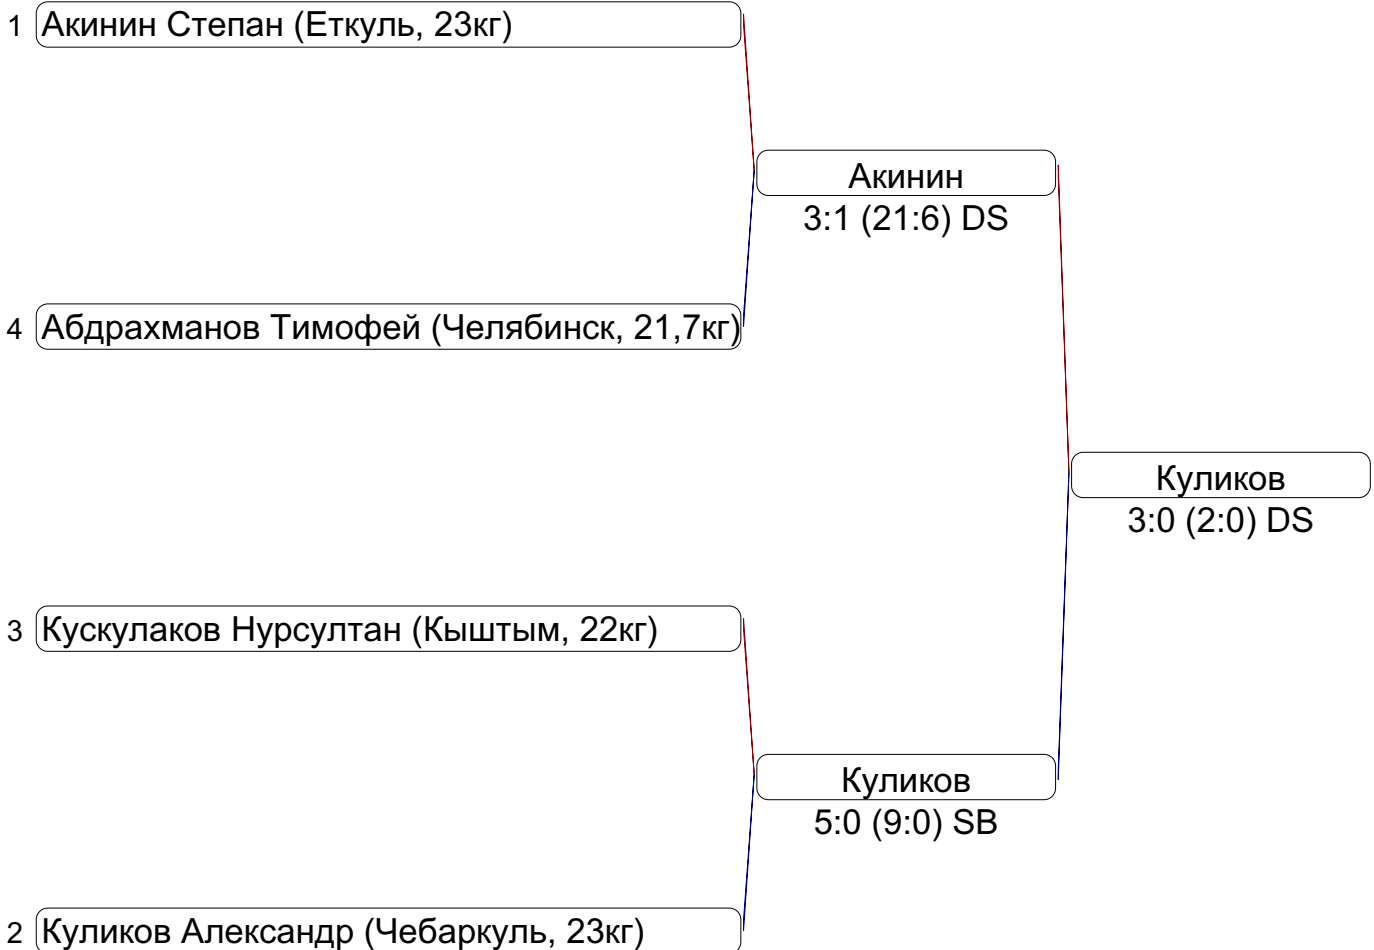 1 Акинин Степан (Еткуль, 23кг)
Акинин
3:1 (21:6) DS
4 Абдрахманов Тимофей (Челябинск, 21,7кг)
Куликов
3:0 (2:0) DS
3 Кускулаков Нурсултан (Кыштым, 22кг)
Куликов
5:0 (9:0) SB
2 Куликов Александр (Чебаркуль, 23кг)